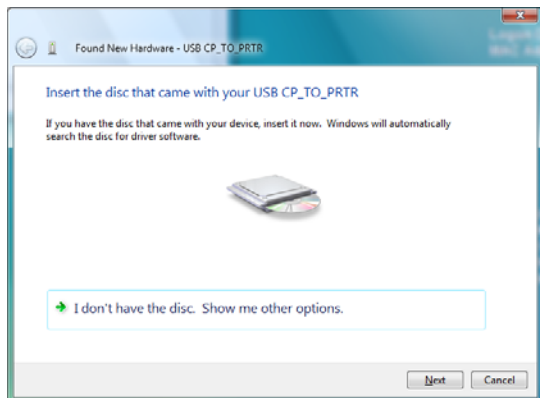 Found New Hardware - USB CP_TO_PRTR
Insert the disc that came with your USB CP_TO_PRTR
If you have the disc that came with your device, insert it now. Windows will automatically
search the disc for driver software.
I don't have the disc. Show me other options.
Next
Cancel